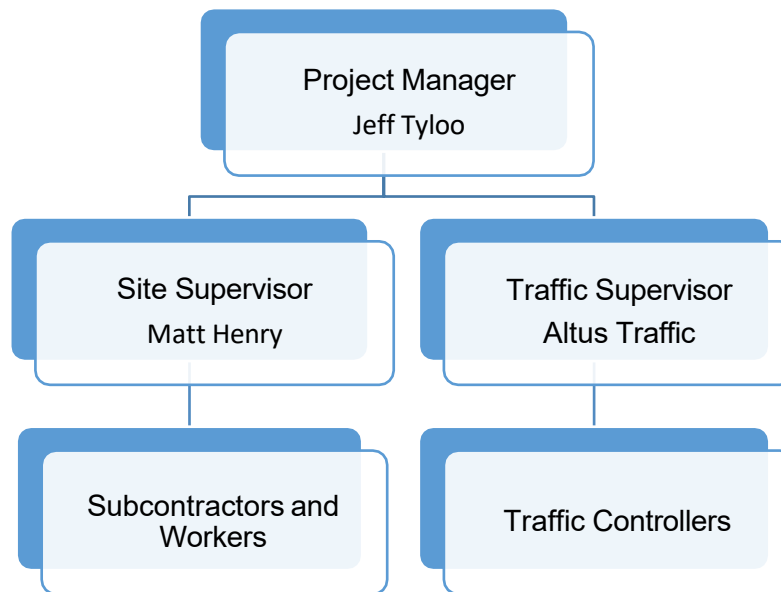 Project Manager
Jeff Tyloo
Site Supervisor
Matt Henry
Traffic Supervisor
Altus Traffic
Subcontractors and
Workers
Traffic Controllers